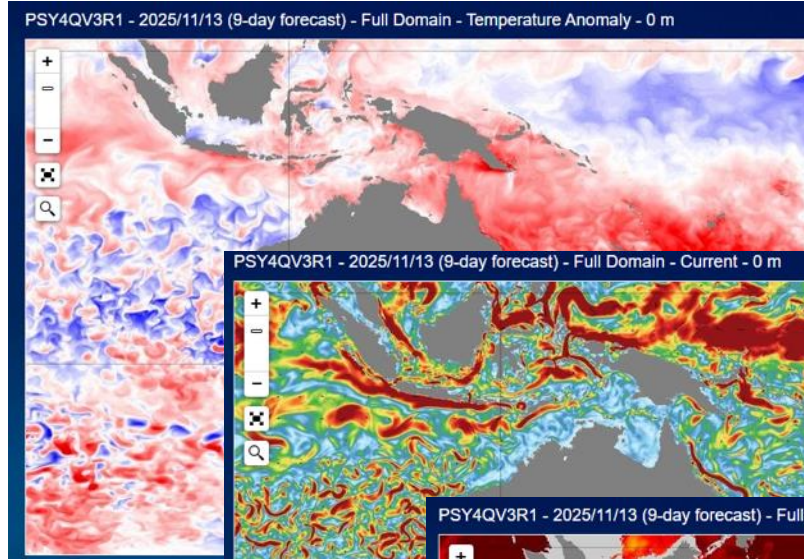 PSY4QV3R1 - 2025/11/13 (9-day forecast) - Full Domain - Temperature Anomaly - 0 m
PSY4QV3R1 - 2025/11/13 (9-day forecast) - Full Domain - Current - 0 m
PSY4QV3R1 - 2025/11/13 (9-day forecast) - Full